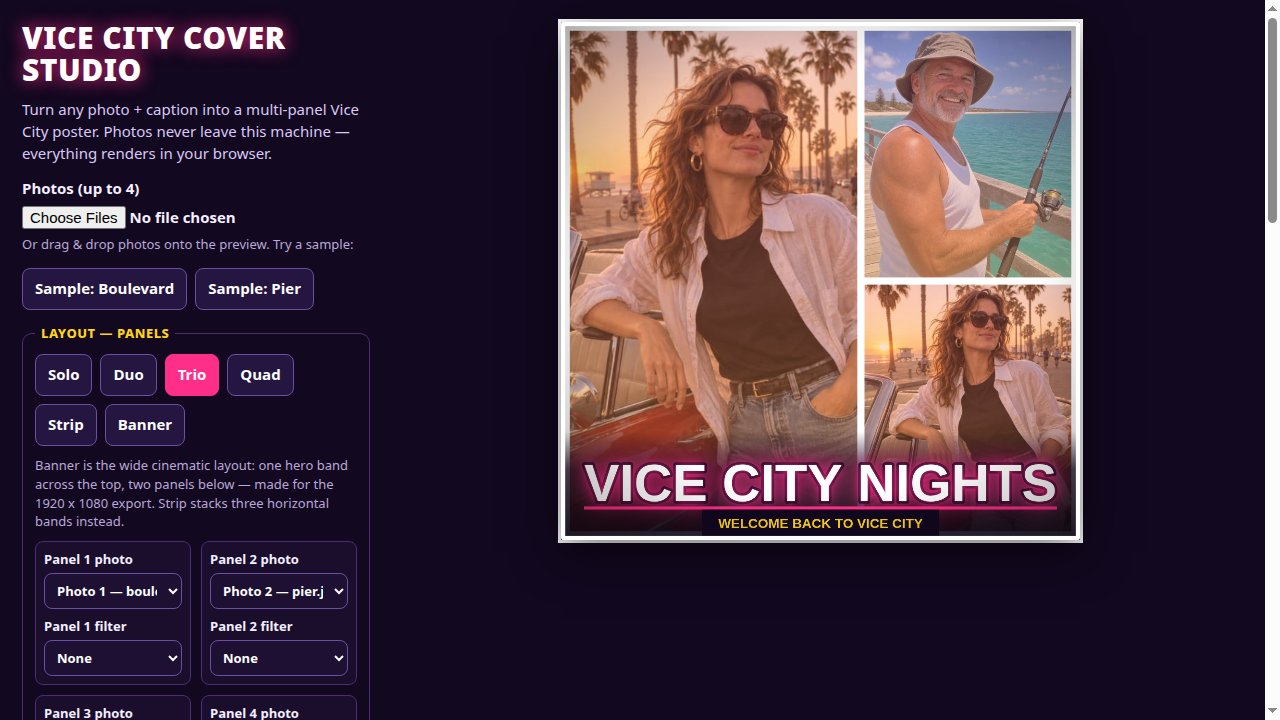 VICE CITY COVER
STUDIO
Turn any photo + caption into a multi-panel Vice
City poster. Photos never leave this machine —
everything renders in your browser.
Photos (up to 4)
Choose Files No file chosen
Or drag & drop photos onto the preview. Try a sample:
Sample: Boulevard Sample: Pier
LAYOUT — PANELS
Solo Duo Trio Quad
Strip Banner
Banner is the wide cinematic layout: one hero band
across the top, two panels below — made for the
1920 x 1080 export. Strip stacks three horizontal
bands instead.
Panel 1 photo Panel 2 photo
Photo 1 — boule Photo 2 — pier.j
Panel 1 filter Panel 2 filter
None None
Panel 3 photo Panel 4 photo
VICE CITY NIGHTS
WELCOME BACK TO VICE CITY